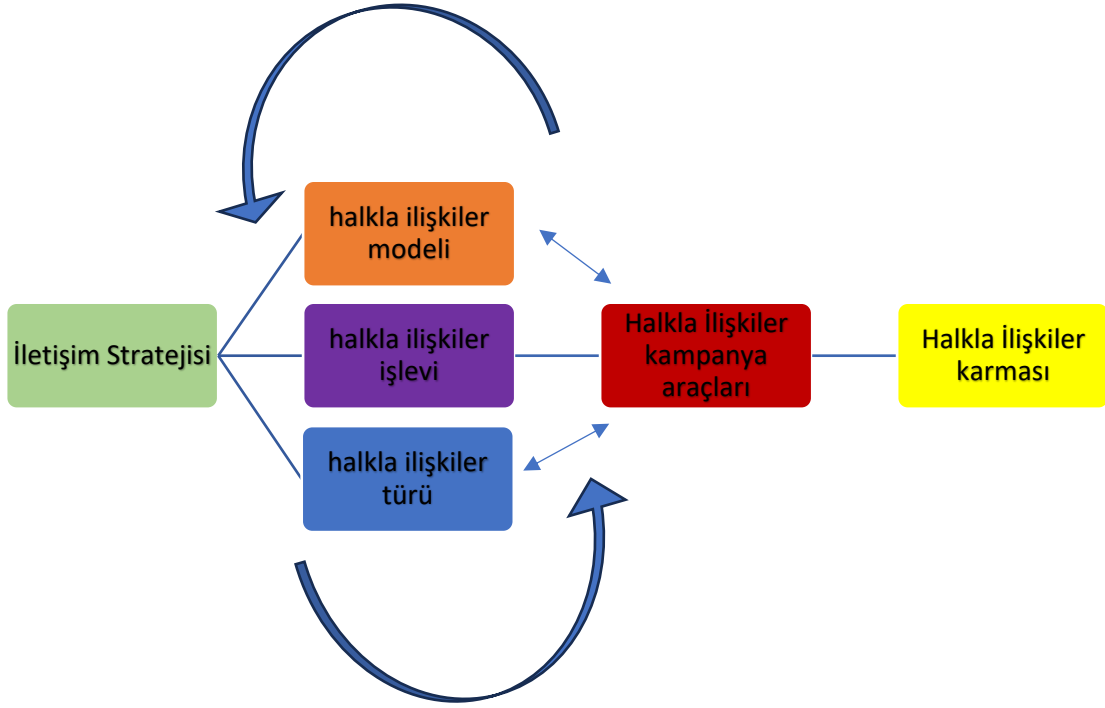 halkla ilişkiler
modeli
İletişim Stratejisi
halkla ilişkiler
işlevi
Halkla İlişkiler
kampanya
araçları
Halkla İlişkiler
karması
halkla ilişkiler
türü